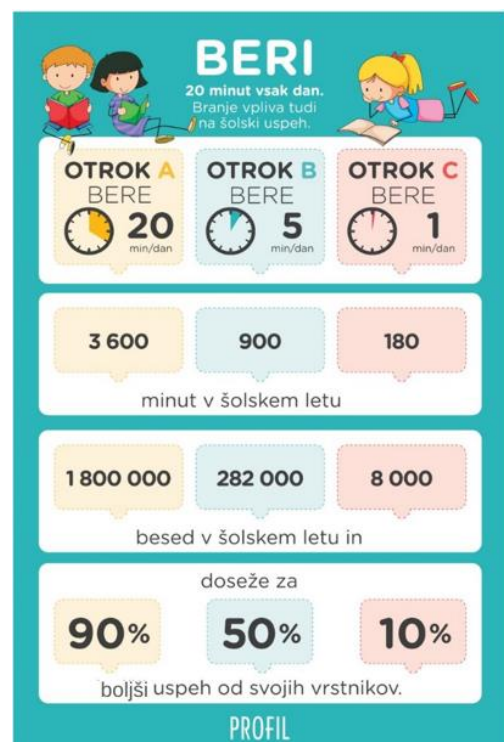 BERI
20 minut vsak dan.
Branje vpliva tudi
na šolski uspeh.
OTROK A
BERE
20
min/dan
OTROK B
BERE
5
min/dan
OTROK C
BERE
1
min/dan
3 600 900 180
minut v šolskem letu
1 800 000 282 000 8 000
besed v šolskem letu in
doseže za
90% 50% 10%
boljši uspeh od svojih vrstnikov.
PROFIL